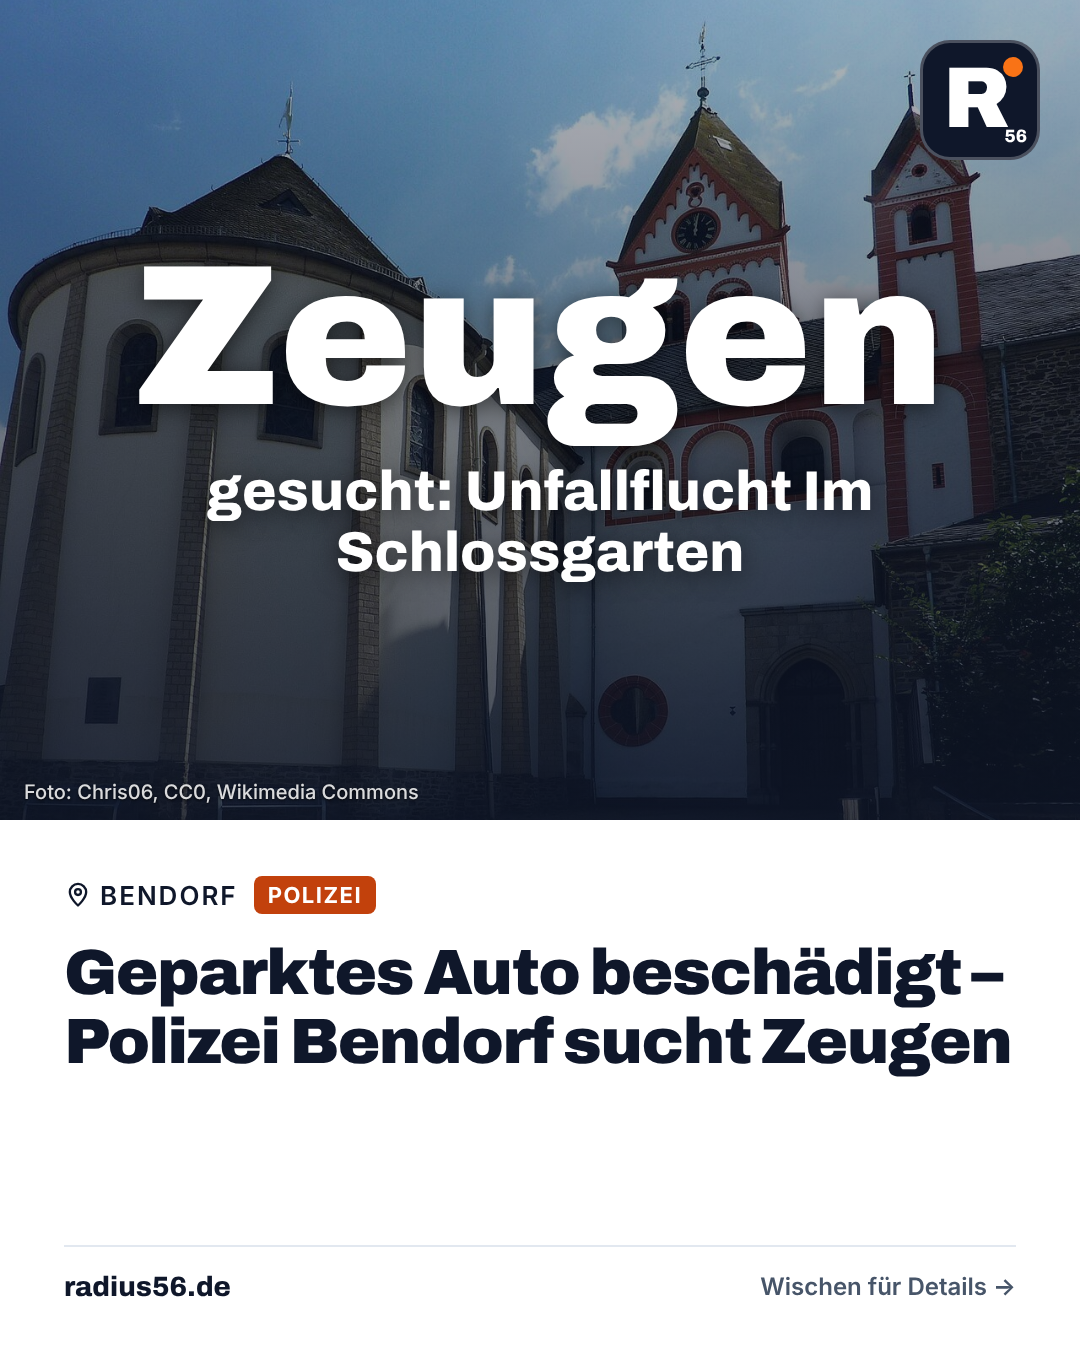 R
56
Zeugen
gesucht: Unfallflucht Im
Schlossgarten
Foto: Chris06, CC0, Wikimedia Commons
BENDORF POLIZEI
Geparktes Auto beschädigt –
Polizei Bendorf sucht Zeugen
radius56.de
Wischen für Details →